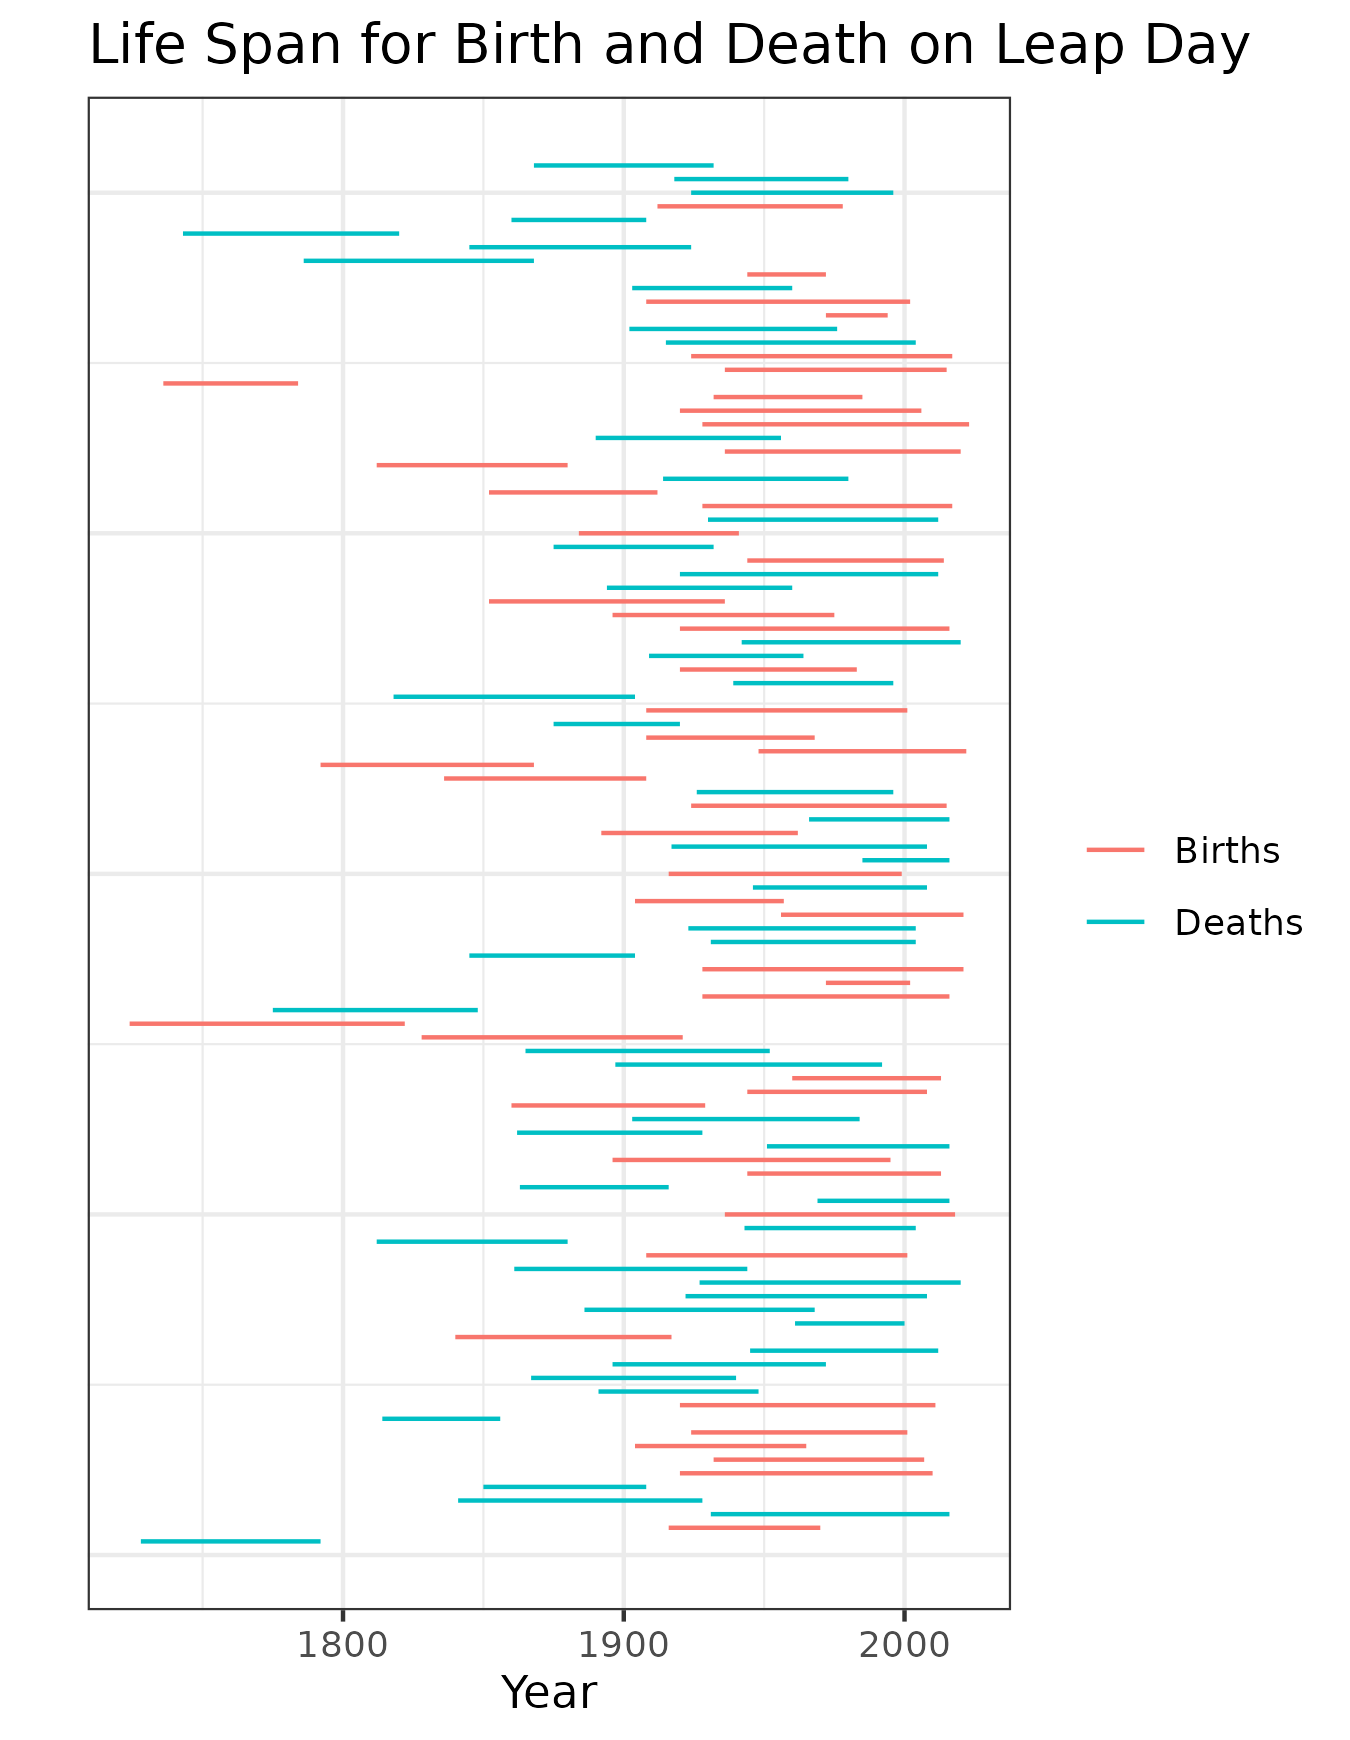 Life Span for Birth and Death on Leap Day
Births
Deaths
1800 1900 2000
Year